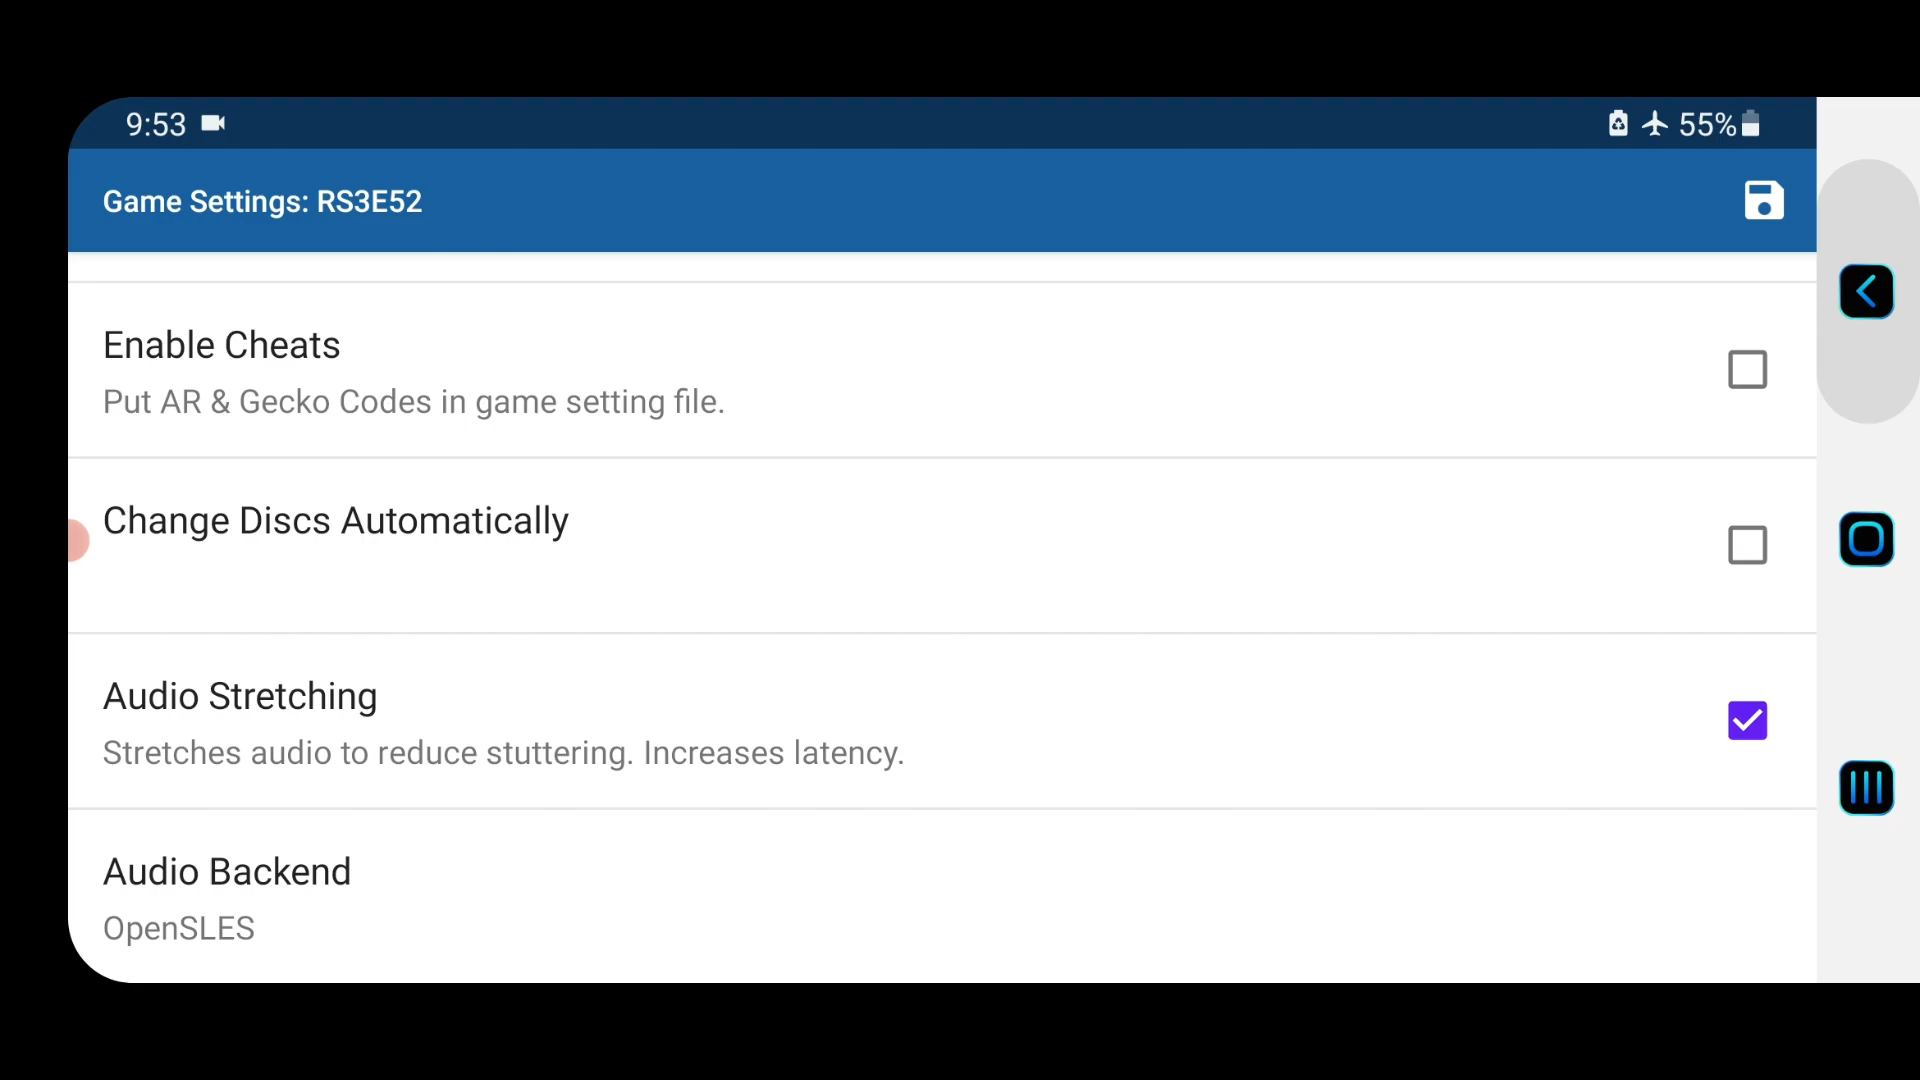 9:53
55%
Game Settings: RS3E52
Enable Cheats
Put AR & Gecko Codes in game setting file.
Change Discs Automatically
Audio Stretching
Stretches audio to reduce stuttering. Increases latency.
Audio Backend
OpenSLES